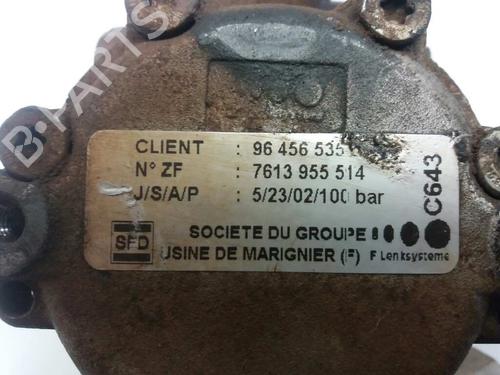 B-PARTS
CLIENT : 96 456 535
N° ZF : 7613 955 514
J/S/A/P : 5/23/02/100 bar
C643
SFD
SOCIETE DU GROUPE
USINE DE MARIGNIER (F) F Lenksysteme